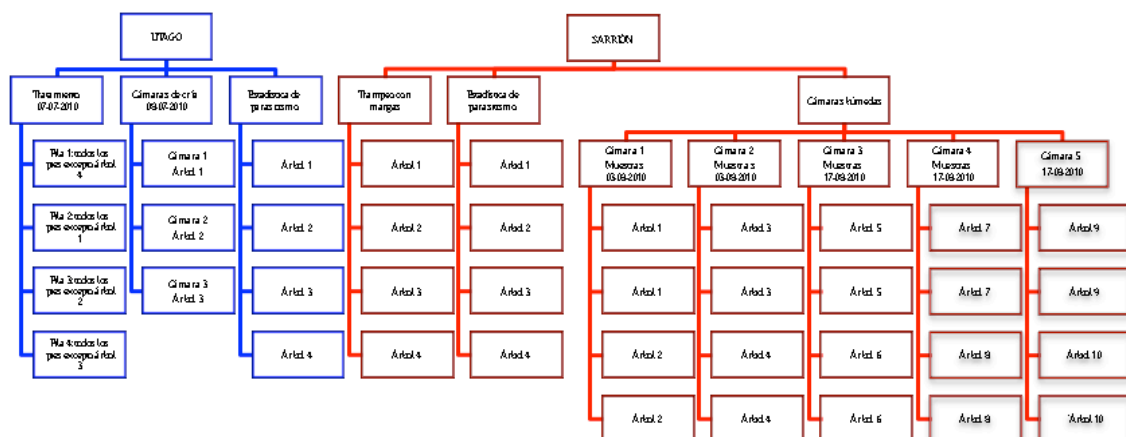 UTAGO
SARRIÓN
Tratamiento
07-07-2010
Cámaras de cría
08-07-2010
Estadística de
parasitismo
Trampeo con
mangas
Estadística de
parasitismo
Cámaras húmedas
Pila 1: todos los
pies excepto árbol
4
Pila 2: todos los
pies excepto árbol
1
Pila 3: todos los
pies excepto árbol
2
Pila 4: todos los
pies excepto árbol
3
Cámara 1
Árbol 1
Cámara 2
Árbol 2
Cámara 3
Árbol 3
Árbol 1
Árbol 2
Árbol 3
Árbol 4
Árbol 1
Árbol 2
Árbol 3
Árbol 4
Árbol 1
Árbol 2
Árbol 3
Árbol 4
Cámara 1
Muestras
03-08-2010
Árbol 1
Árbol 1
Árbol 2
Árbol 2
Cámara 2
Muestras
03-08-2010
Árbol 3
Árbol 3
Árbol 4
Árbol 4
Cámara 3
Muestras
17-08-2010
Árbol 5
Árbol 5
Árbol 6
Árbol 6
Cámara 4
Muestras
17-08-2010
Árbol 7
Árbol 7
Árbol 8
Árbol 8
Cámara 5
17-08-2010
Árbol 9
Árbol 9
Árbol 10
Árbol 10